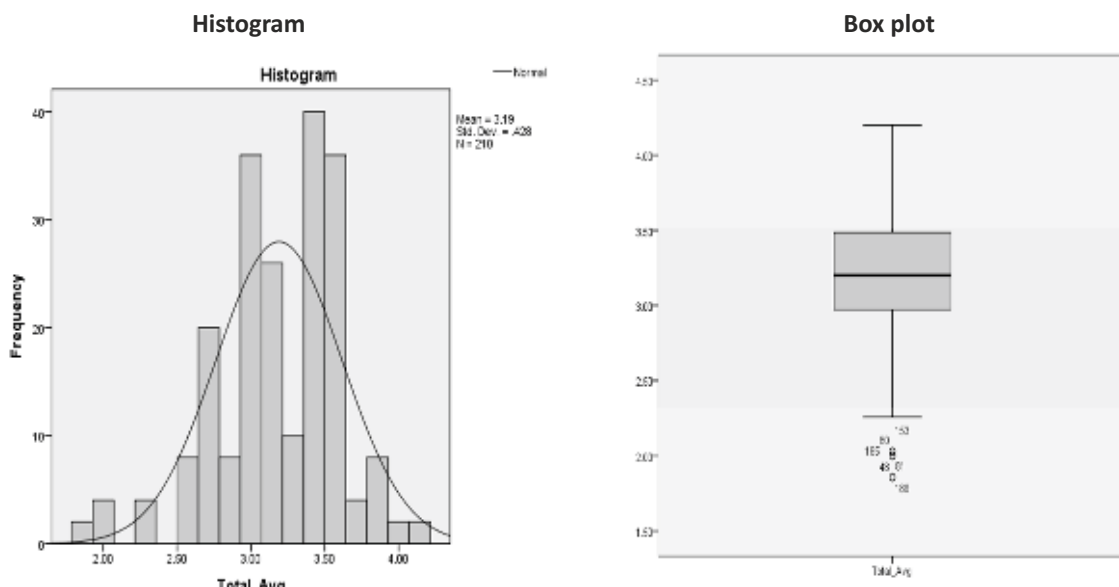 Histogram
Histogram
Normal
Mean = 3.19
Std. Dev. = .428
N = 210
40
30
20
10
0
Frequency
2.00 2.50 3.00 3.50 4.00
Total_Avg
Box plot
4.50
4.00
3.50
3.00
2.50
2.00
1.50
153
Total_Avg